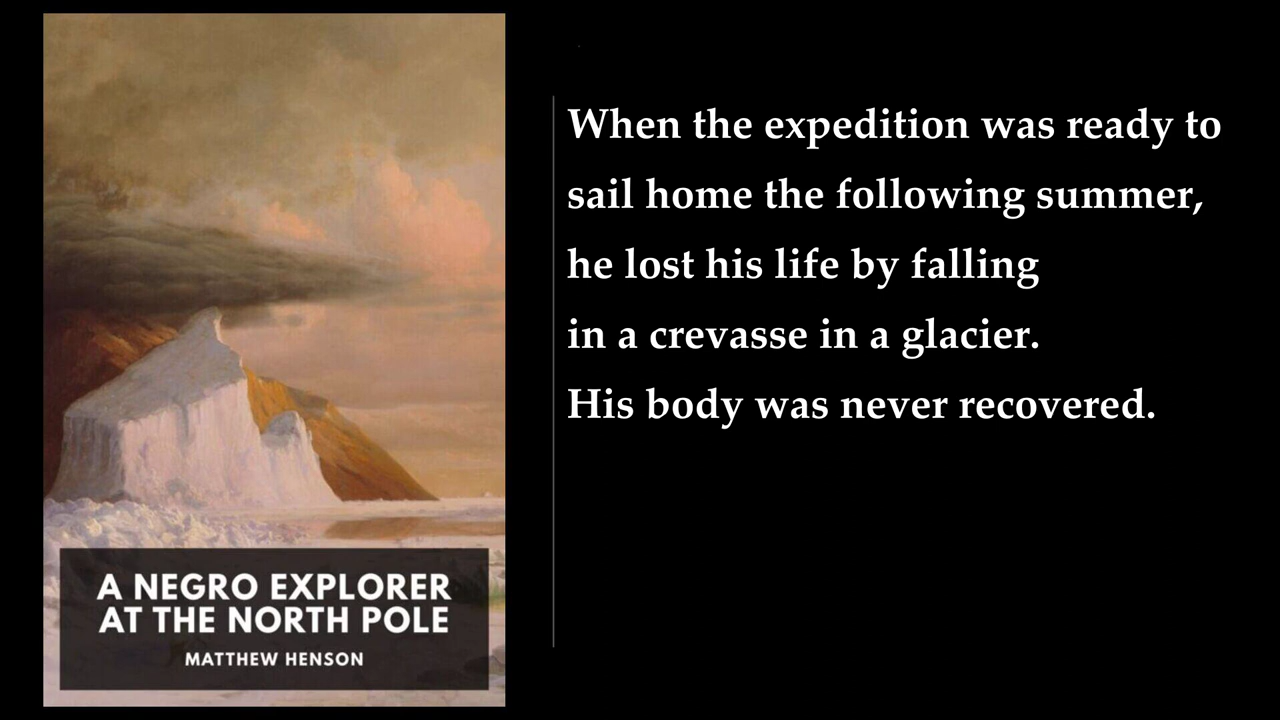 When the expedition was ready to
sail home the following summer,
he lost his life by falling
in a crevasse in a glacier.
His body was never recovered.
A NEGRO EXPLORER
AT THE NORTH POLE
MATTHEW HENSON